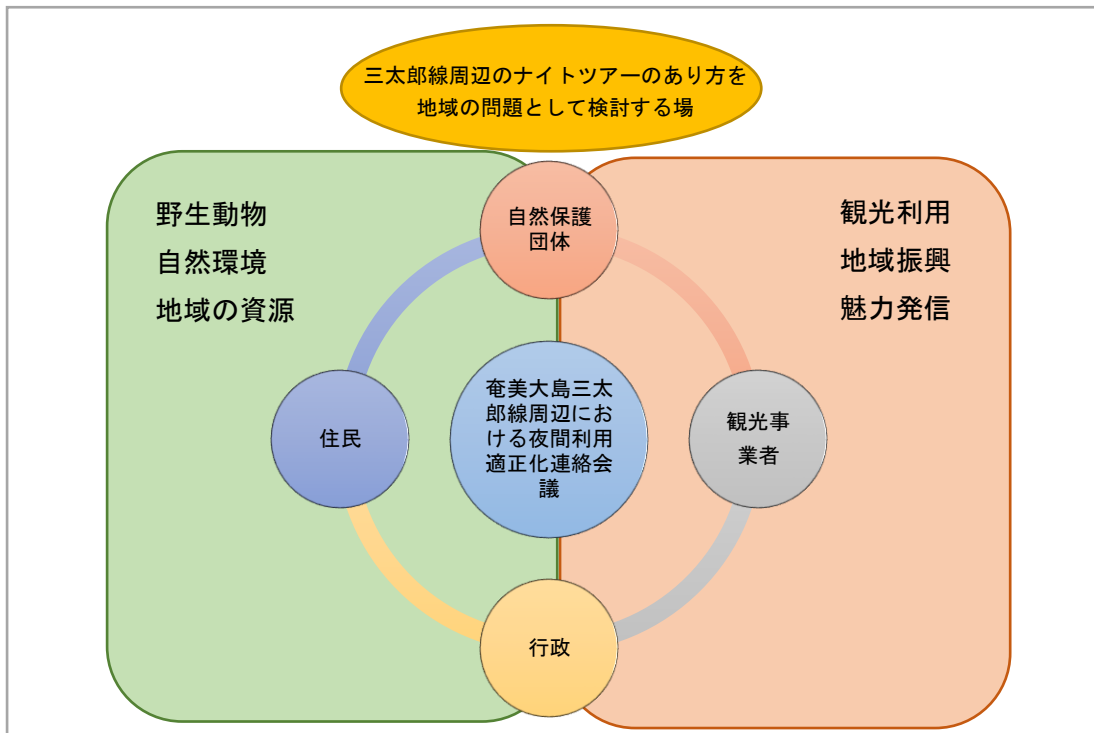 三太郎線周辺のナイトツアーのあり方を
地域の問題として検討する場
野生動物
自然環境
地域の資源
自然保護
団体
観光利用
地域振興
魅力発信
住民
奄美大島三太
郎線周辺にお
ける夜間利用
適正化連絡会
議
観光事
業者
行政